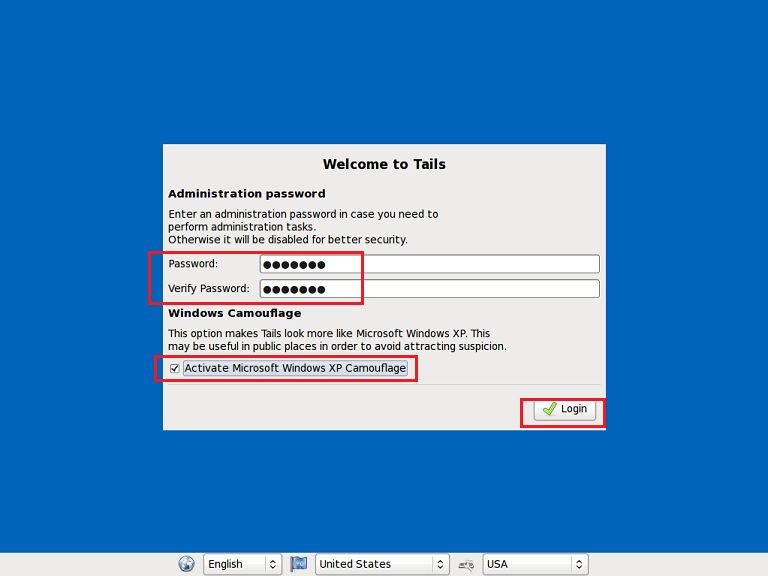 Welcome to Tails
Administration password
Enter an administration password in case you need to
perform administration tasks.
Otherwise it will be disabled for better security.
Password: ●●●●●●●
Verify Password: ●●●●●●●
Windows Camouflage
This option makes Tails look more like Microsoft Windows XP. This
may be useful in public places in order to avoid attracting suspicion.
Activate Microsoft Windows XP Camouflage
Login
English United States USA